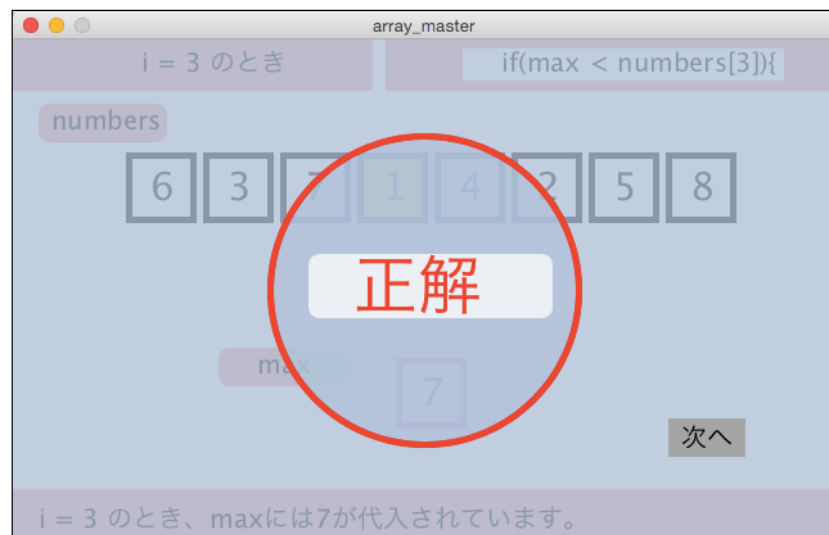 array_master
i = 3 のとき
if(max < numbers[3]){
numbers
6 3 7 1 4 2 5 8
正解
max
7
次へ
i = 3 のとき、maxには7が代入されています。